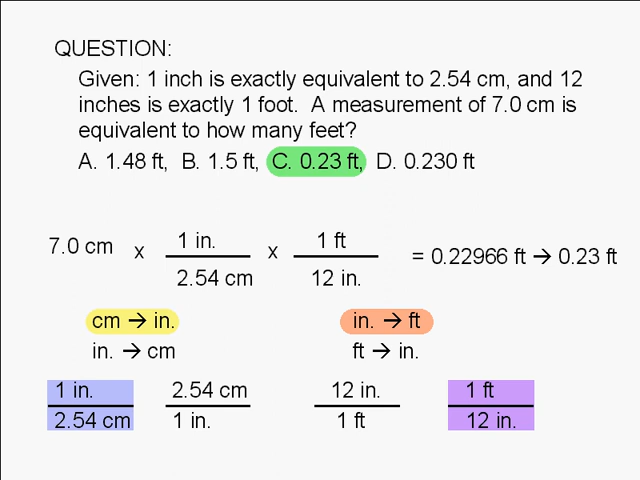 QUESTION:
Given: 1 inch is exactly equivalent to 2.54 cm, and 12
inches is exactly 1 foot. A measurement of 7.0 cm is
equivalent to how many feet?
A. 1.48 ft, B. 1.5 ft, C. 0.23 ft, D. 0.230 ft
7.0 cm x 1 in. x 1 ft = 0.22966 ft → 0.23 ft
2.54 cm 12 in.
cm → in. in. → ft
in. → cm ft → in.
1 in. 2.54 cm 12 in. 1 ft
2.54 cm 1 in. 1 ft 12 in.